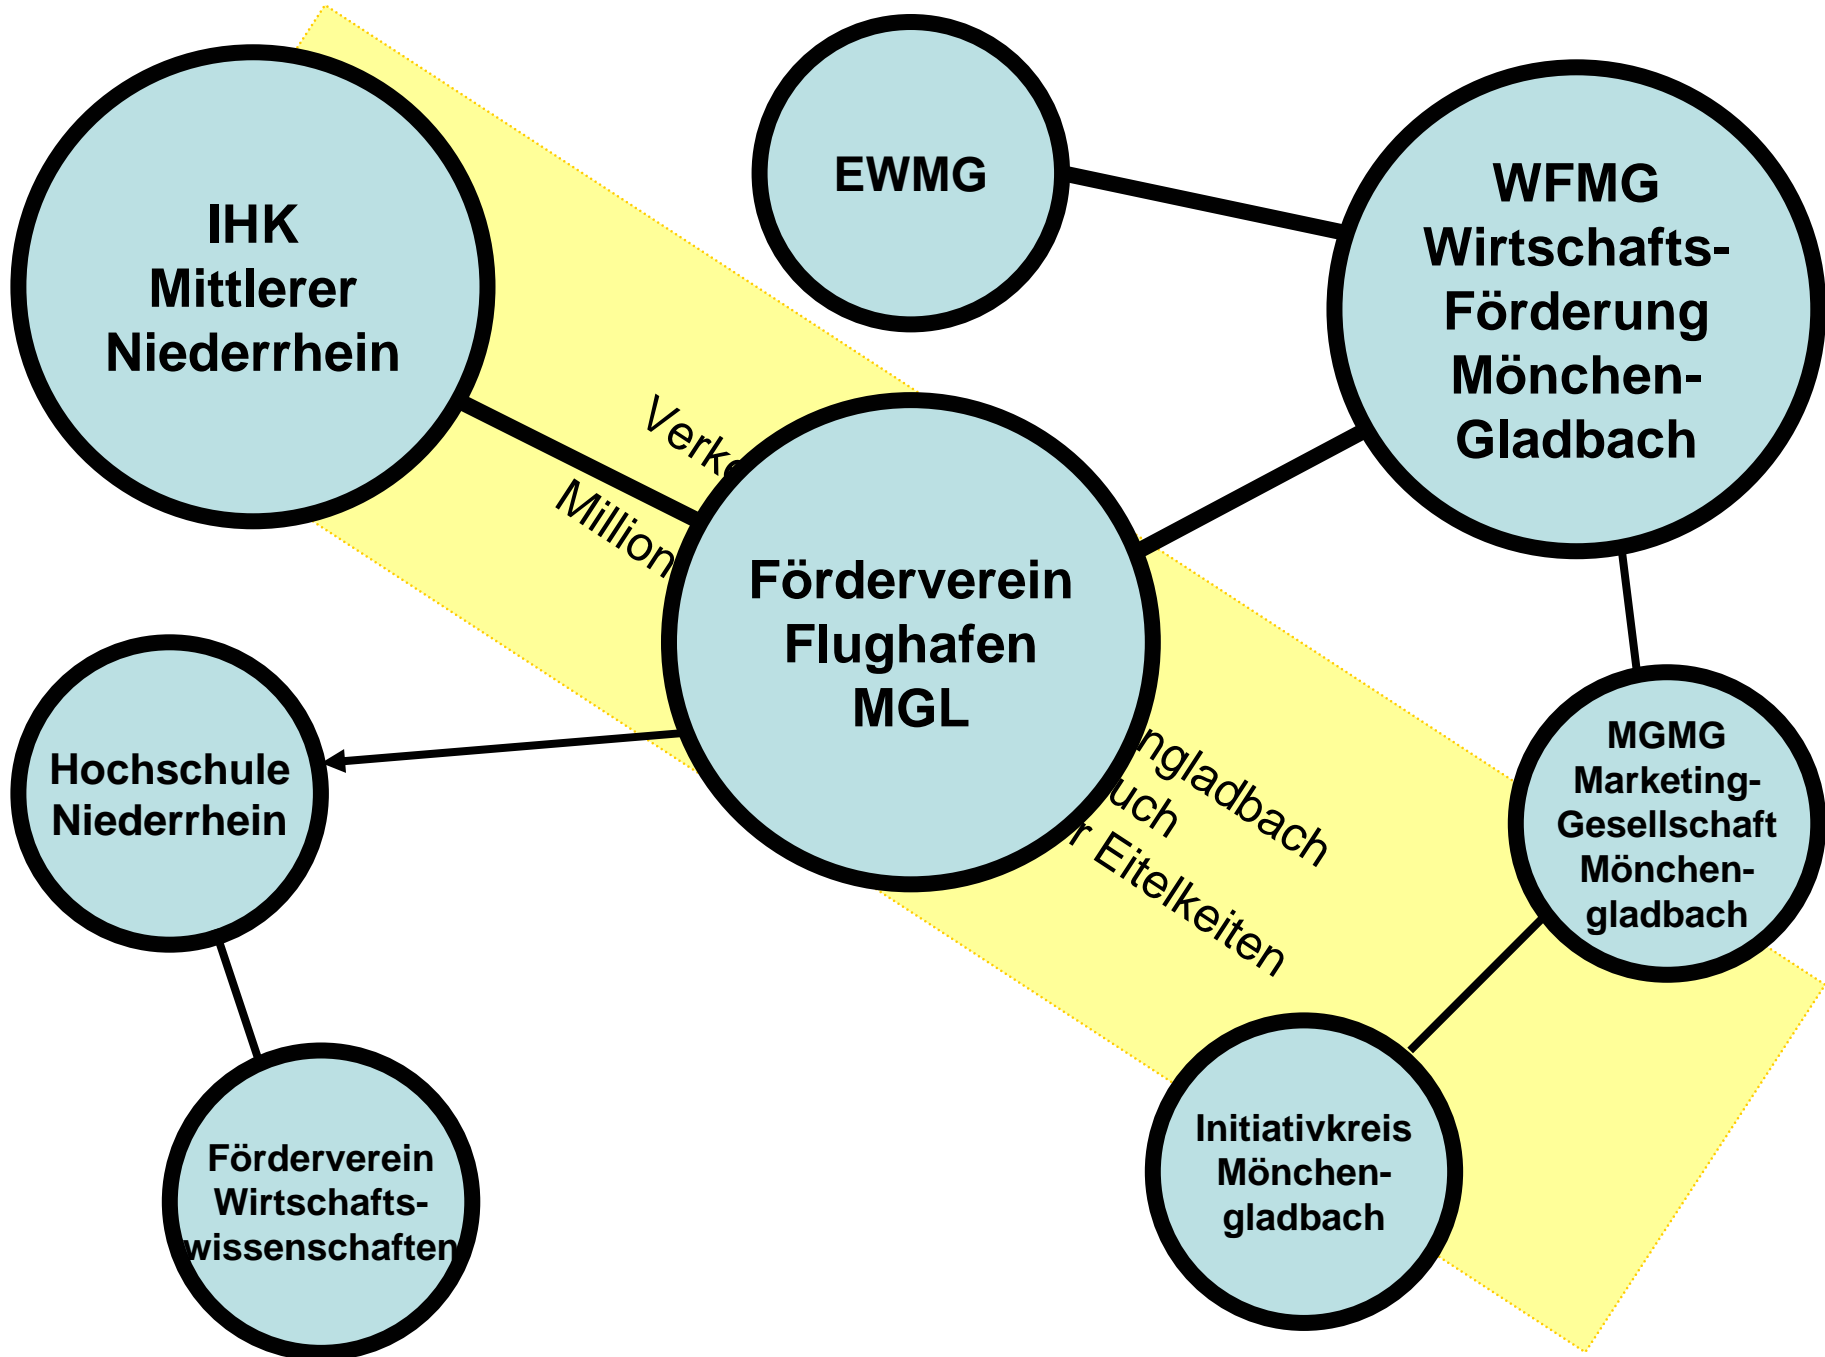 IHK
Mittlerer
Niederrhein
EWMG
WFMG
Wirtschafts-
Förderung
Mönchen-
Gladbach
Verke
Million
Förderverein
Flughafen
MGL
ngladbach
uch
r Eitelkeiten
Hochschule
Niederrhein
MGMG
Marketing-
Gesellschaft
Mönchen-
gladbach
Förderverein
Wirtschafts-
wissenschaften
Initiativkreis
Mönchen-
gladbach